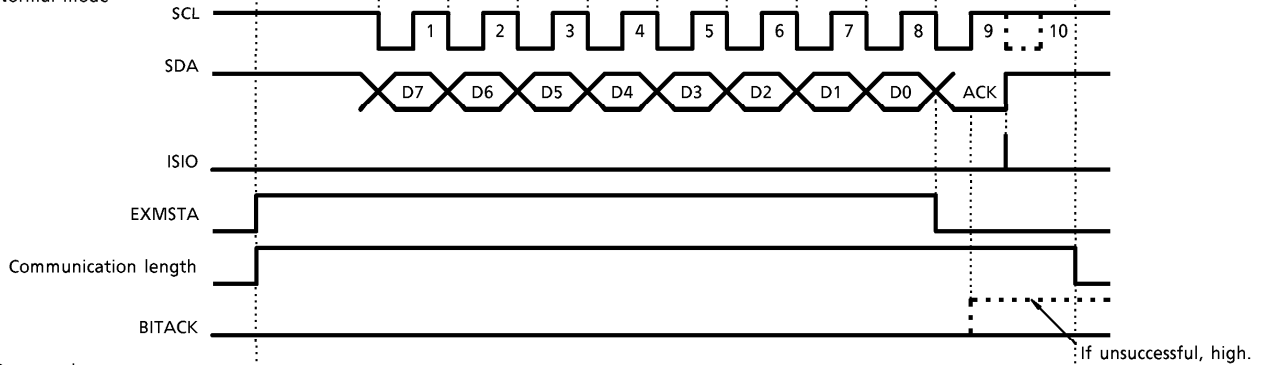 Normal mode
SCL 1 2 3 4 5 6 7 8 9 10
SDA D7 D6 D5 D4 D3 D2 D1 D0 ACK
ISIO
EXMSTA
Communication length
BITACK
If unsuccessful, high.